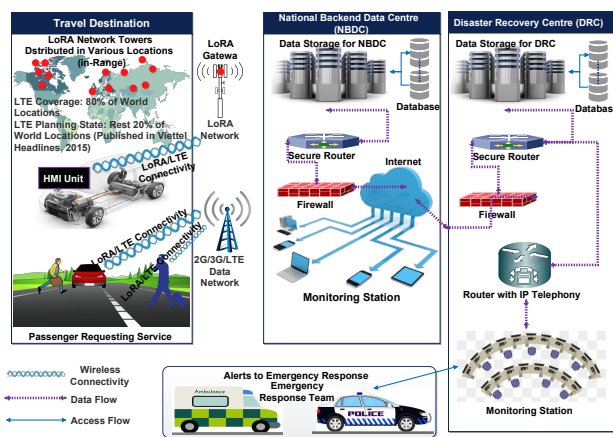 Travel Destination
LoRA Network Towers
Dstributed in Various Locations
(in-Range)
LTE Coverage: 80% of World
Locations
LTE Planning State: Rest 20% of
World Locations (Published in Viettel
Headlines, 2015)
HMI Unit
LoRA/LTE
Connectivity
LoRA/LTE Connectivity
LoRA/LTE Connectivity
Passenger Requesting Service
LoRA
Gatewa
LoRA
Network
2G/3G/LTE
Data
Network
National Backend Data Centre
(NBDC)
Data Storage for NBDC
Database
Secure Router
Internet
Firewall
Monitoring Station
Disaster Recovery Centre (DRC)
Data Storage for DRC
Databas
Secure Router
Firewall
Router with IP Telephony
Monitoring Station
Wireless
Connectivity
Data Flow
Access Flow
Alerts to Emergency Response
Emergency
Response Team
Ambulance
POLICE